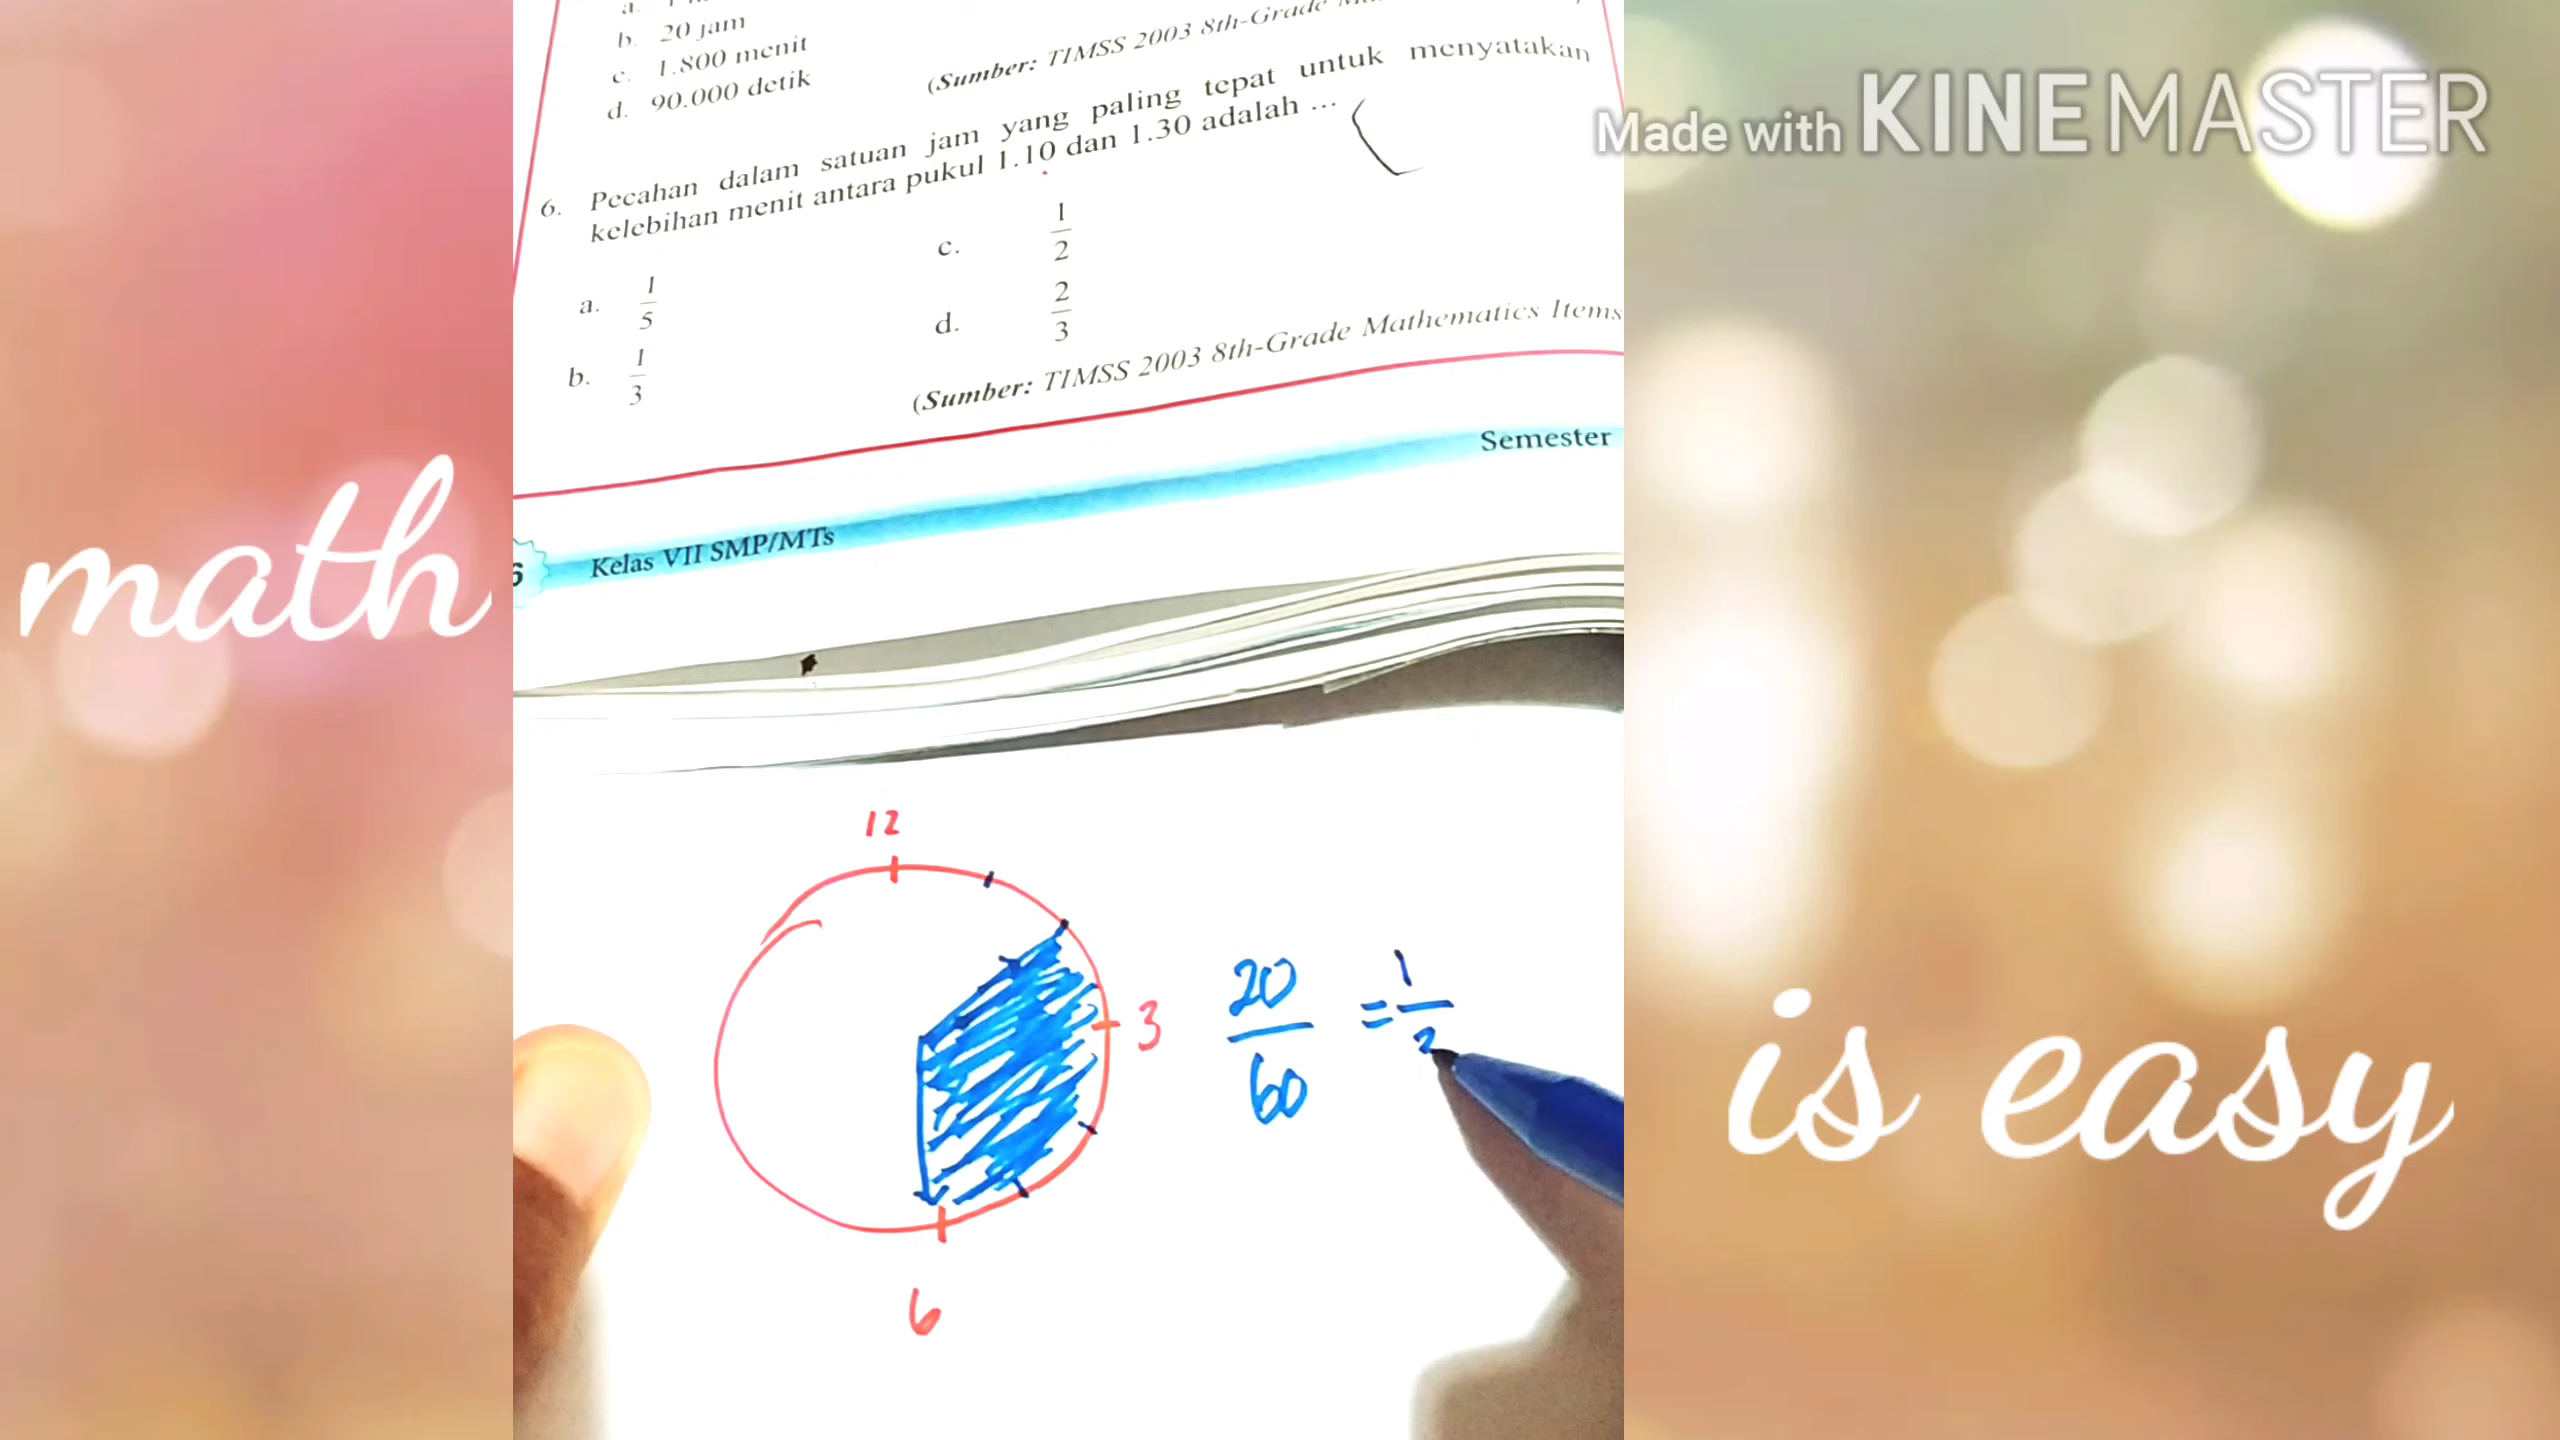 a.
b. 20 jam
c. 1.800 menit
d. 90.000 detik
(Sumber: TIMSS 2003 8th-Grade
6. Pecahan dalam satuan jam yang paling tepat untuk menyatakan
kelebihan menit antara pukul 1.10 dan 1.30 adalah ...
a. 1/5
b. 1/3
c. 1/2
d. 2/3
(Sumber: TIMSS 2003 8th-Grade Mathematics Items
Semester
6 Kelas VII SMP/MTs
12
3
6
20/60 = 1/
math
is easy
Made with KINEMASTER